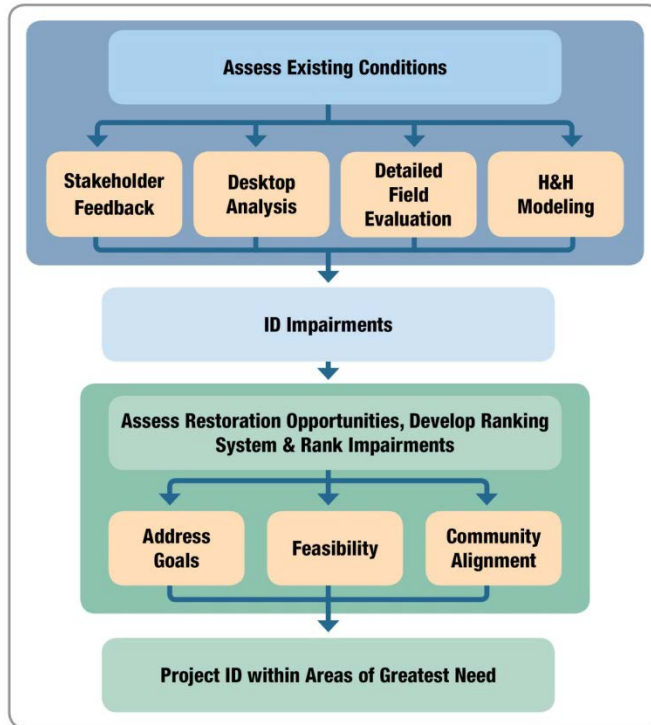 Assess Existing Conditions
Stakeholder
Feedback
Desktop
Analysis
Detailed
Field
Evaluation
H&H
Modeling
ID Impairments
Assess Restoration Opportunities, Develop Ranking
System & Rank Impairments
Address
Goals
Feasibility
Community
Alignment
Project ID within Areas of Greatest Need